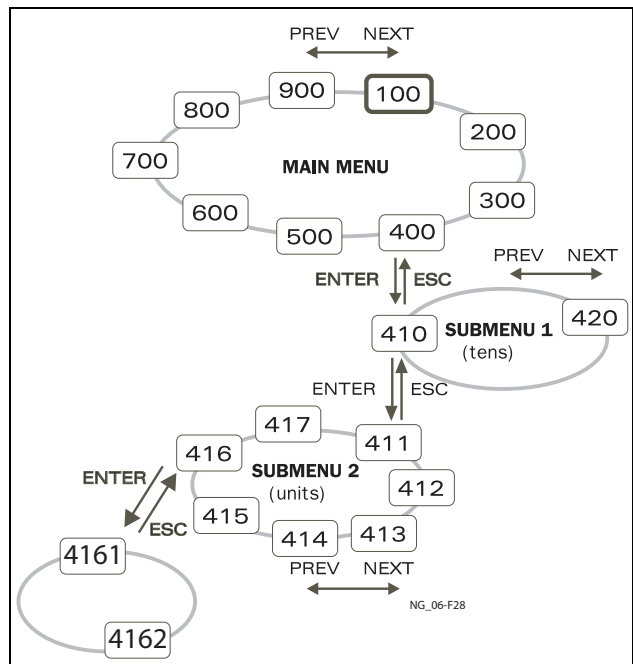 PREV NEXT
900 100
800 200
700 MAIN MENU 300
600 500 400
ENTER ESC
PREV NEXT
410 SUBMENU 1 420
(tens)
ENTER ESC
417 411
416 SUBMENU 2 412
(units)
ENTER ESC
415 414 413
PREV NEXT
4161
4162
NG_06-F28